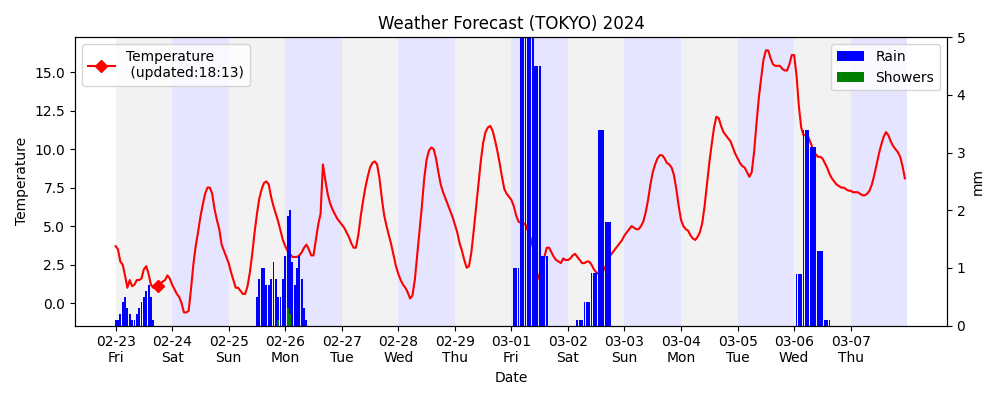 Weather Forecast (TOKYO) 2024
Temperature
(updated:18:13)
Rain
Showers
Temperature
15.0
12.5
10.0
7.5
5.0
2.5
0.0
5
4
3
2
1
0
mm
02-23 02-24 02-25 02-26 02-27 02-28 02-29 03-01 03-02 03-03 03-04 03-05 03-06 03-07
Fri Sat Sun Mon Tue Wed Thu Fri Sat Sun Mon Tue Wed Thu
Date